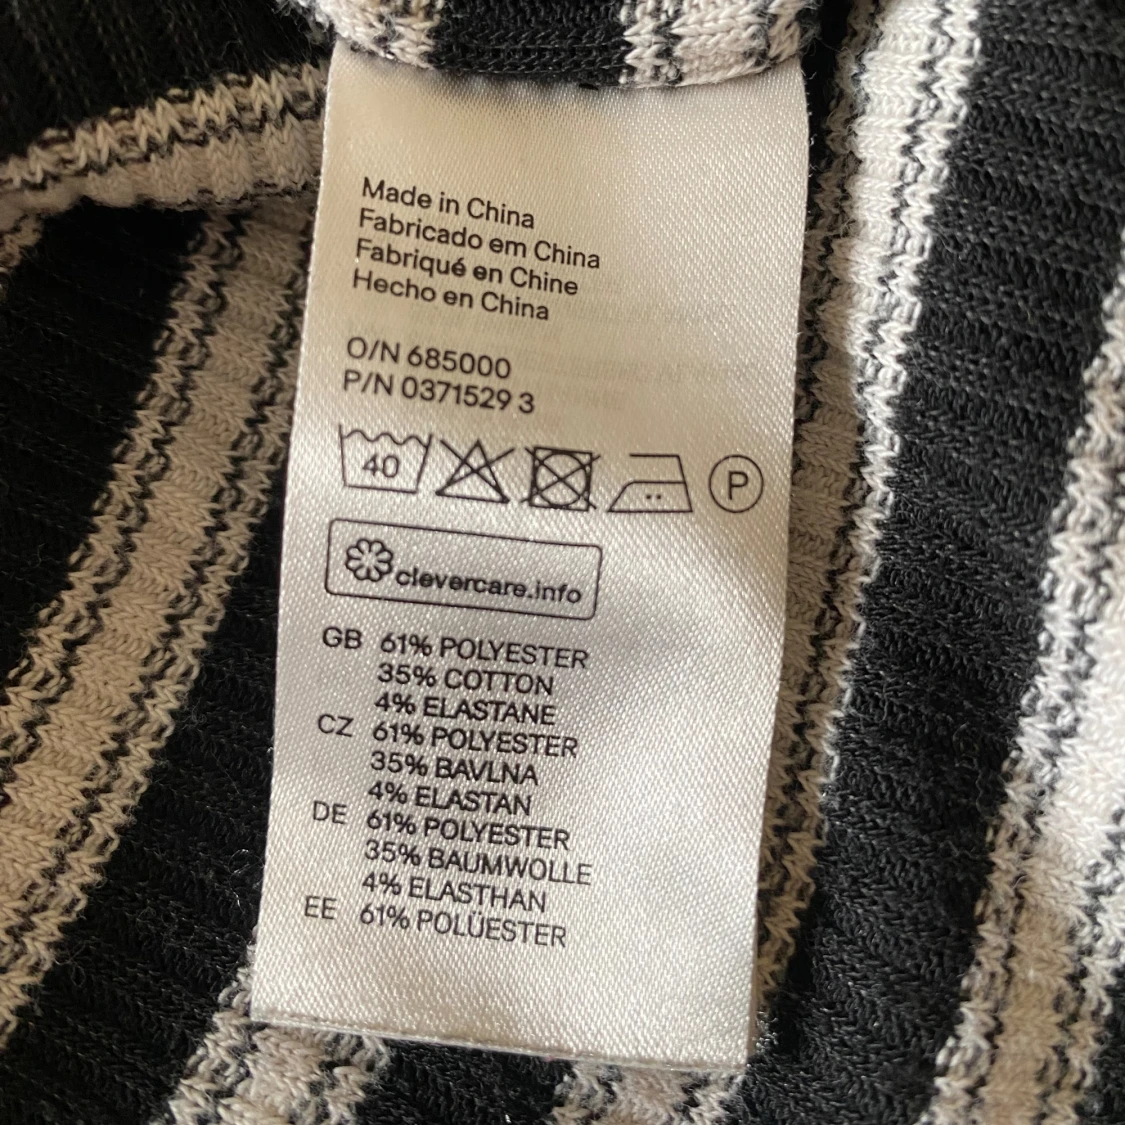 Made in China
Fabricado em China
Fabriqué en Chine
Hecho en China
O/N 685000
P/N 0371529 3
40 P
clevercare.info
GB 61% POLYESTER
35% COTTON
4% ELASTANE
CZ 61% POLYESTER
35% BAVLNA
4% ELASTAN
DE 61% POLYESTER
35% BAUMWOLLE
4% ELASTHAN
EE 61% POLÜESTER